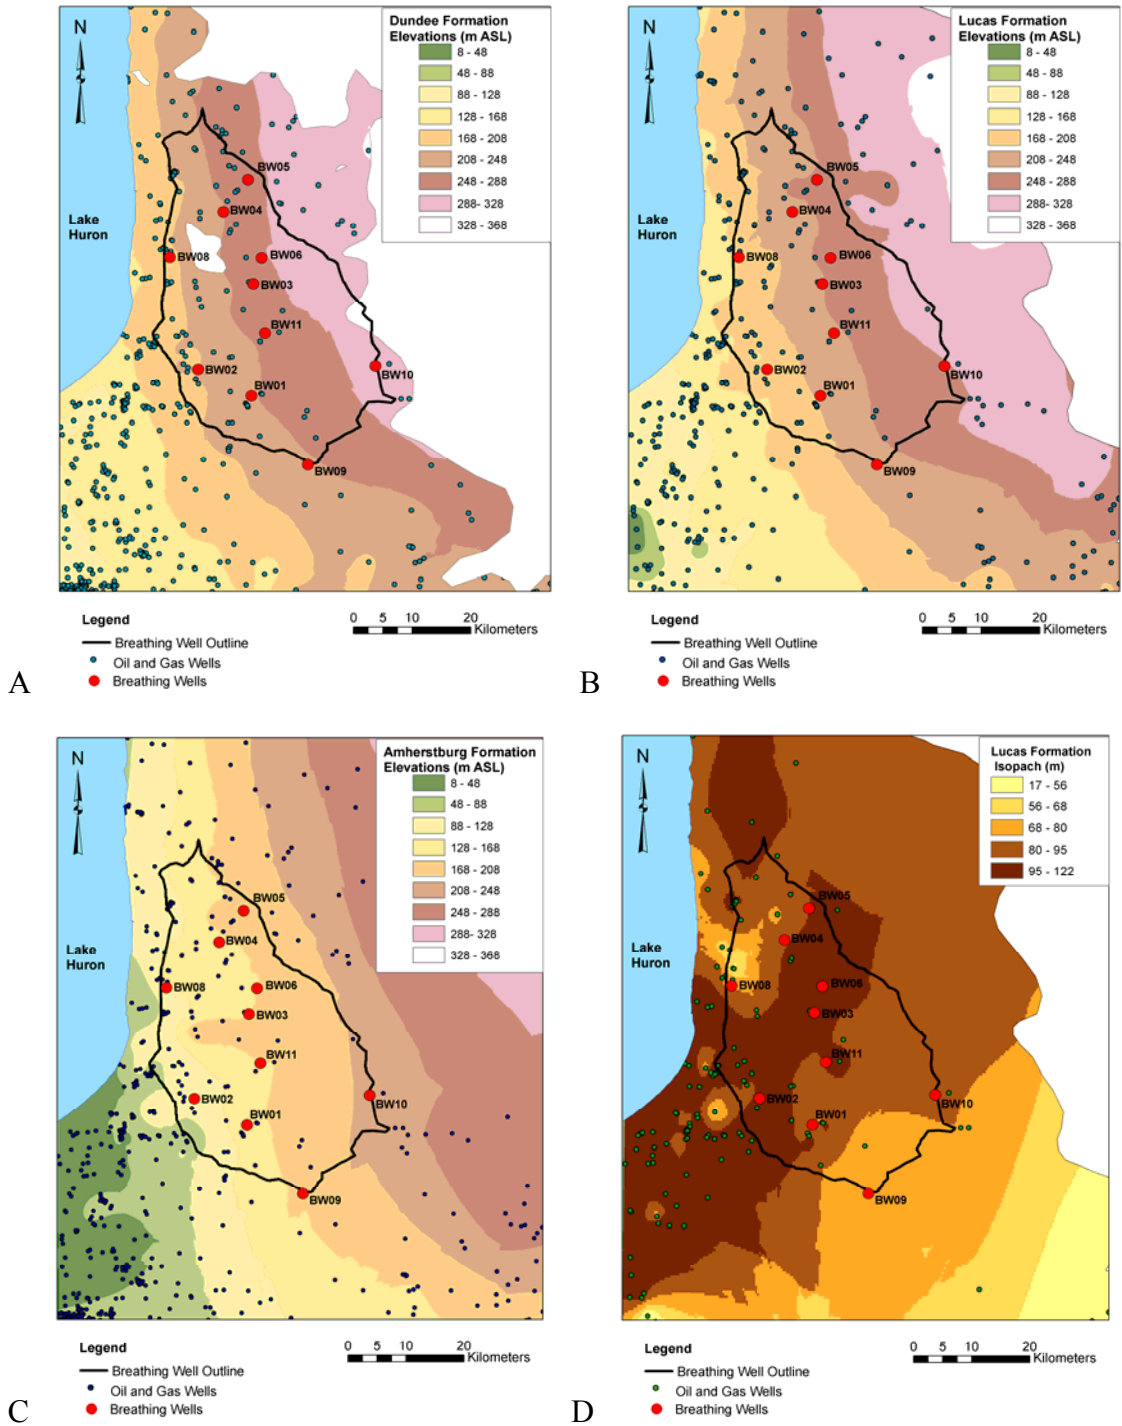 N
Dundee Formation
Elevations (m ASL)
8 - 48
48 - 88
88 - 128
128 - 168
168 - 208
208 - 248
248 - 288
288- 328
328 - 368
BW05
BW04
Lake
Huron
BW08
BW06
BW03
BW11
BW02
BW10
BW01
BW09
Legend
Breathing Well Outline
Oil and Gas Wells
Breathing Wells
0 5 10 20
Kilometers
A
N
Lucas Formation
Elevations (m ASL)
8 - 48
48 - 88
88 - 128
128 - 168
168 - 208
208 - 248
248 - 288
288- 328
328 - 368
BW05
BW04
Lake
Huron
BW08
BW06
BW03
BW11
BW02
BW10
BW01
BW09
Legend
Breathing Well Outline
Oil and Gas Wells
Breathing Wells
0 5 10 20
Kilometers
B
N
Amherstburg Formation
Elevations (m ASL)
8 - 48
48 - 88
88 - 128
128 - 168
168 - 208
208 - 248
248 - 288
288- 328
328 - 368
BW05
BW04
Lake
Huron
BW08
BW06
BW03
BW11
BW02
BW10
BW01
BW09
Legend
Breathing Well Outline
Oil and Gas Wells
Breathing Wells
0 5 10 20
Kilometers
C
N
Lucas Formation
Isopach (m)
17 - 56
56 - 68
68 - 80
80 - 95
95 - 122
BW05
BW04
Lake
Huron
BW08
BW06
BW03
BW11
BW02
BW10
BW01
BW09
Legend
Breathing Well Outline
Oil and Gas Wells
Breathing Wells
0 5 10 20
Kilometers
D